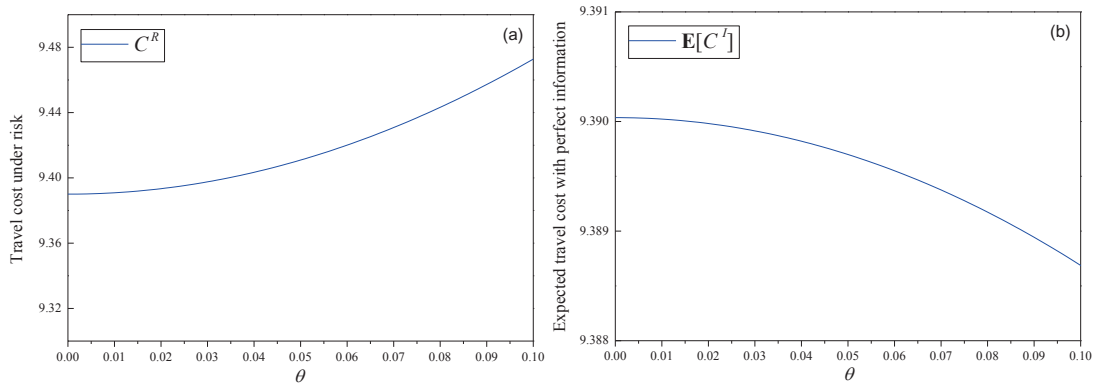 (a)
C^R
9.48
9.44
9.40
9.36
9.32
Travel cost under risk
0.00 0.01 0.02 0.03 0.04 0.05 0.06 0.07 0.08 0.09 0.10
θ
(b)
E[C^I]
9.391
9.390
9.389
9.388
Expected travel cost with perfect information
0.00 0.01 0.02 0.03 0.04 0.05 0.06 0.07 0.08 0.09 0.10
θ